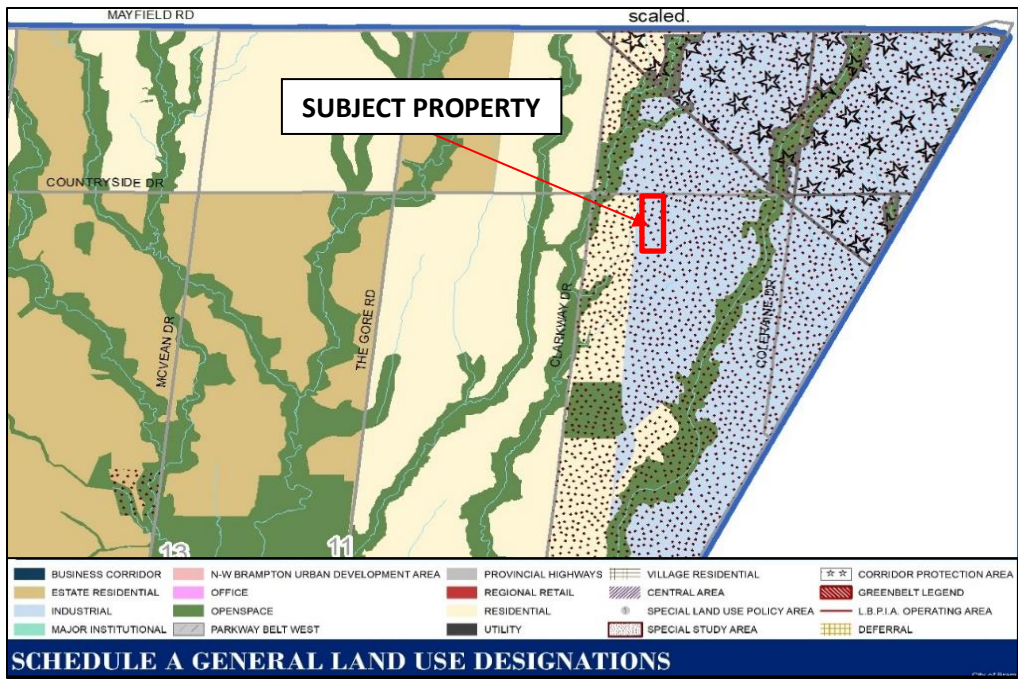 MAYFIELD RD
scaled.
SUBJECT PROPERTY
COUNTRYSIDE DR
MCVEAN DR
THE GORE RD
CLARKWAY DR
COLERAINE DR
13
11
BUSINESS CORRIDOR
N-W BRAMPTON URBAN DEVELOPMENT AREA
PROVINCIAL HIGHWAYS
VILLAGE RESIDENTIAL
CORRIDOR PROTECTION AREA
ESTATE RESIDENTIAL
OFFICE
REGIONAL RETAIL
CENTRAL AREA
GREENBELT LEGEND
INDUSTRIAL
OPENSPACE
RESIDENTIAL
SPECIAL LAND USE POLICY AREA
L.B.P.I.A. OPERATING AREA
MAJOR INSTITUTIONAL
PARKWAY BELT WEST
UTILITY
SPECIAL STUDY AREA
DEFERRAL
SCHEDULE A GENERAL LAND USE DESIGNATIONS